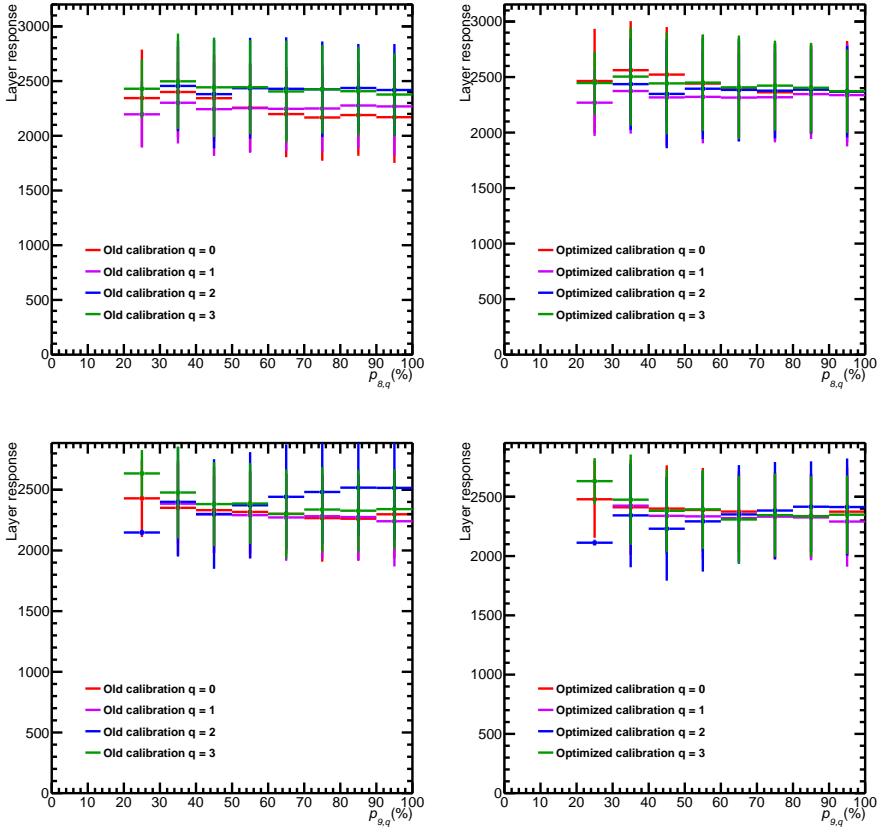 Layer response
3000
2500
2000
1500
1000
500
0
Old calibration q = 0
Old calibration q = 1
Old calibration q = 2
Old calibration q = 3
0 10 20 30 40 50 60 70 80 90 100
p8,q(%)
Layer response
3000
2500
2000
1500
1000
500
0
Optimized calibration q = 0
Optimized calibration q = 1
Optimized calibration q = 2
Optimized calibration q = 3
0 10 20 30 40 50 60 70 80 90 100
p8,q(%)
Layer response
2500
2000
1500
1000
500
0
Old calibration q = 0
Old calibration q = 1
Old calibration q = 2
Old calibration q = 3
0 10 20 30 40 50 60 70 80 90 100
p9,q(%)
Layer response
2500
2000
1500
1000
500
0
Optimized calibration q = 0
Optimized calibration q = 1
Optimized calibration q = 2
Optimized calibration q = 3
0 10 20 30 40 50 60 70 80 90 100
p9,q(%)